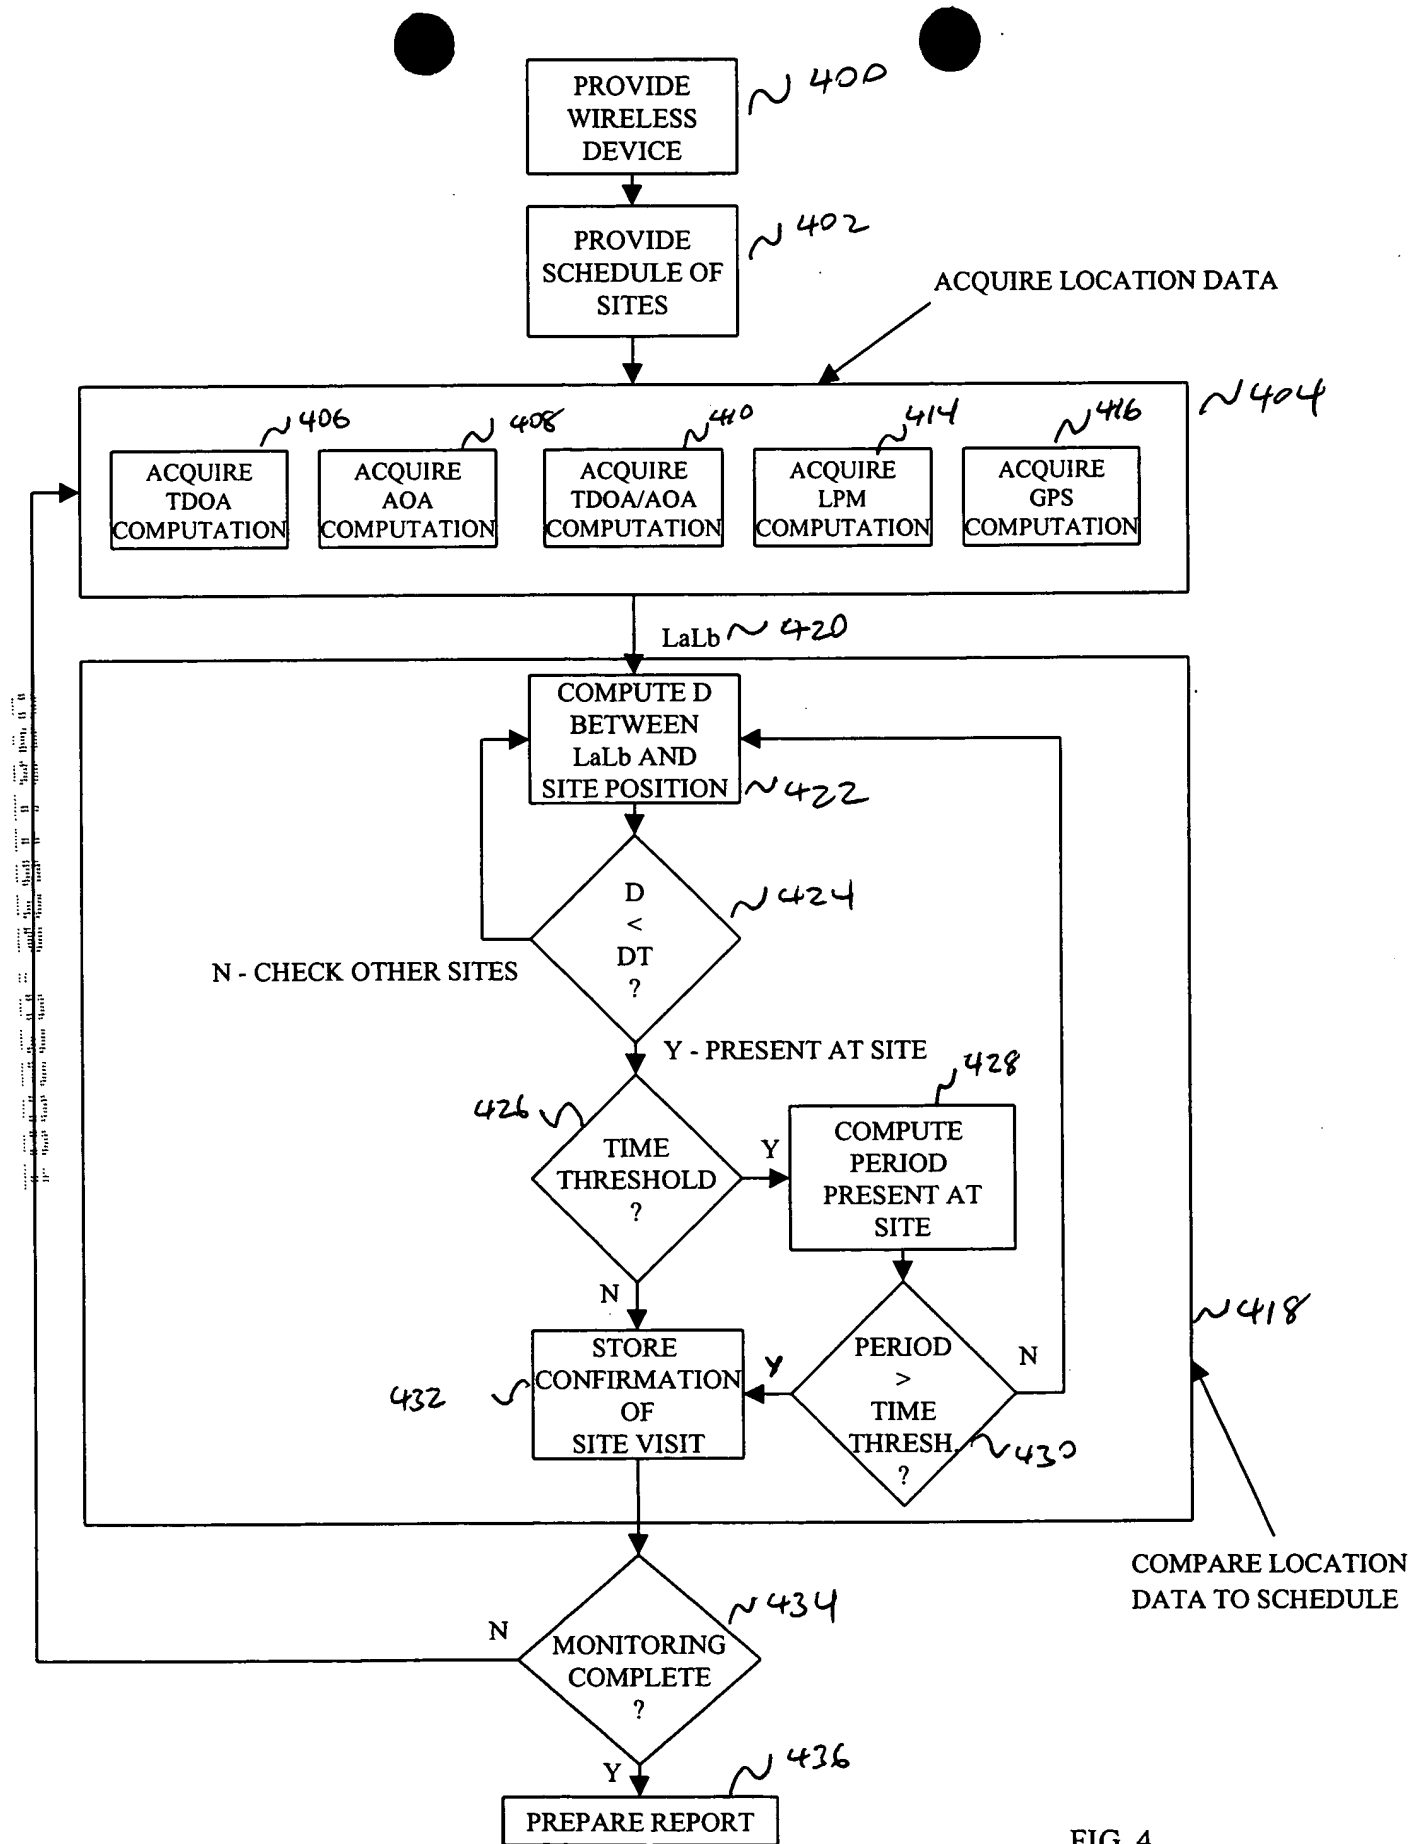 PROVIDE
WIRELESS
DEVICE
400
PROVIDE
SCHEDULE OF
SITES
402
ACQUIRE LOCATION DATA
404
406
408
410
414
416
ACQUIRE
TDOA
COMPUTATION
ACQUIRE
AOA
COMPUTATION
ACQUIRE
TDOA/AOA
COMPUTATION
ACQUIRE
LPM
COMPUTATION
ACQUIRE
GPS
COMPUTATION
LaLb 420
COMPUTE D
BETWEEN
LaLb AND
SITE POSITION
422
D
<
DT
?
424
N - CHECK OTHER SITES
Y - PRESENT AT SITE
426
TIME
THRESHOLD
?
Y
428
COMPUTE
PERIOD
PRESENT AT
SITE
N
STORE
CONFIRMATION
OF
SITE VISIT
432
Y
PERIOD
>
TIME
THRESH.
?
430
N
418
COMPARE LOCATION
DATA TO SCHEDULE
MONITORING
COMPLETE
?
434
N
Y
436
PREPARE REPORT
FIG. 4